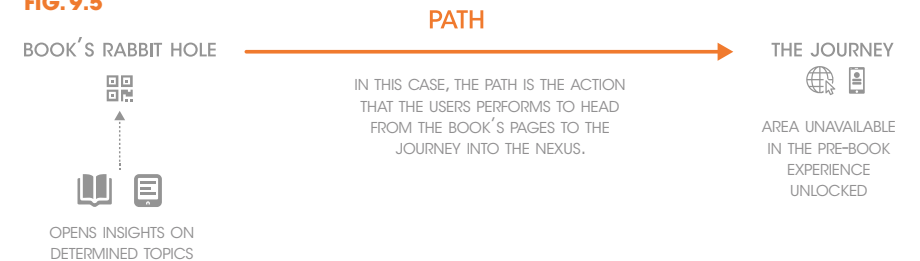 FIG. 9.5
PATH
BOOK'S RABBIT HOLE
THE JOURNEY
IN THIS CASE, THE PATH IS THE ACTION
THAT THE USERS PERFORMS TO HEAD
FROM THE BOOK'S PAGES TO THE
JOURNEY INTO THE NEXUS.
AREA UNAVAILABLE
IN THE PRE-BOOK
EXPERIENCE
UNLOCKED
OPENS INSIGHTS ON
DETERMINED TOPICS